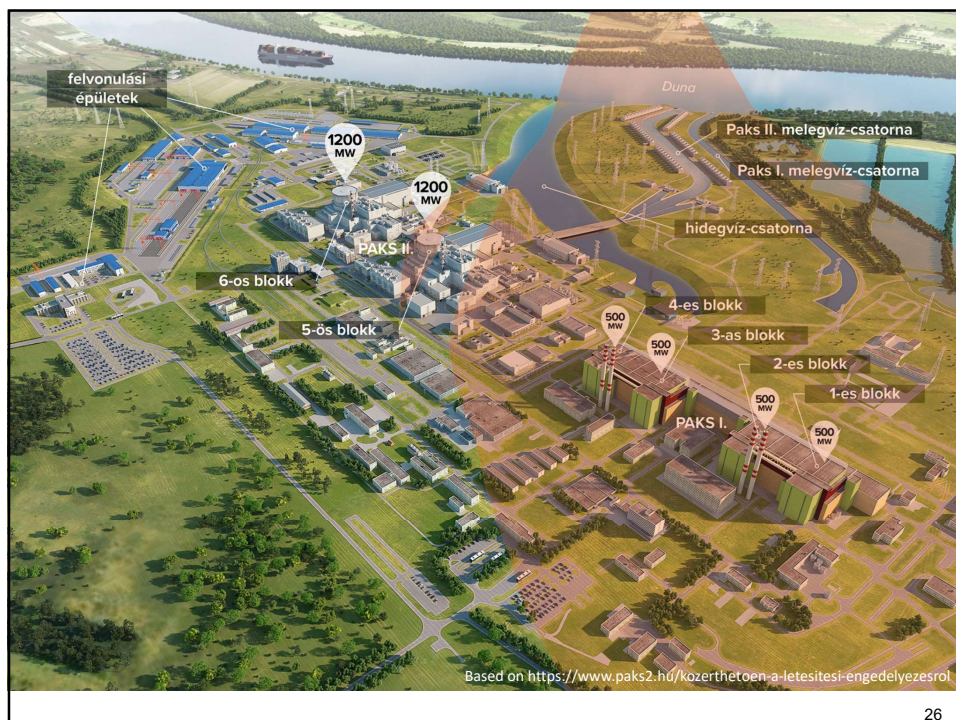 felvonulási
épületek
Duna
Paks II. melegvíz-csatorna
1200
MW
Paks I. melegvíz-csatorna
1200
MW
hidegvíz-csatorna
PAKS II.
6-os blokk
4-es blokk
5-ös blokk
500
MW
3-as blokk
500
MW
2-es blokk
1-es blokk
500
MW
PAKS I.
500
MW
Based on https://www.paks2.hu/kozerthetoen-a-letesitesi-engedelyezesrol
26